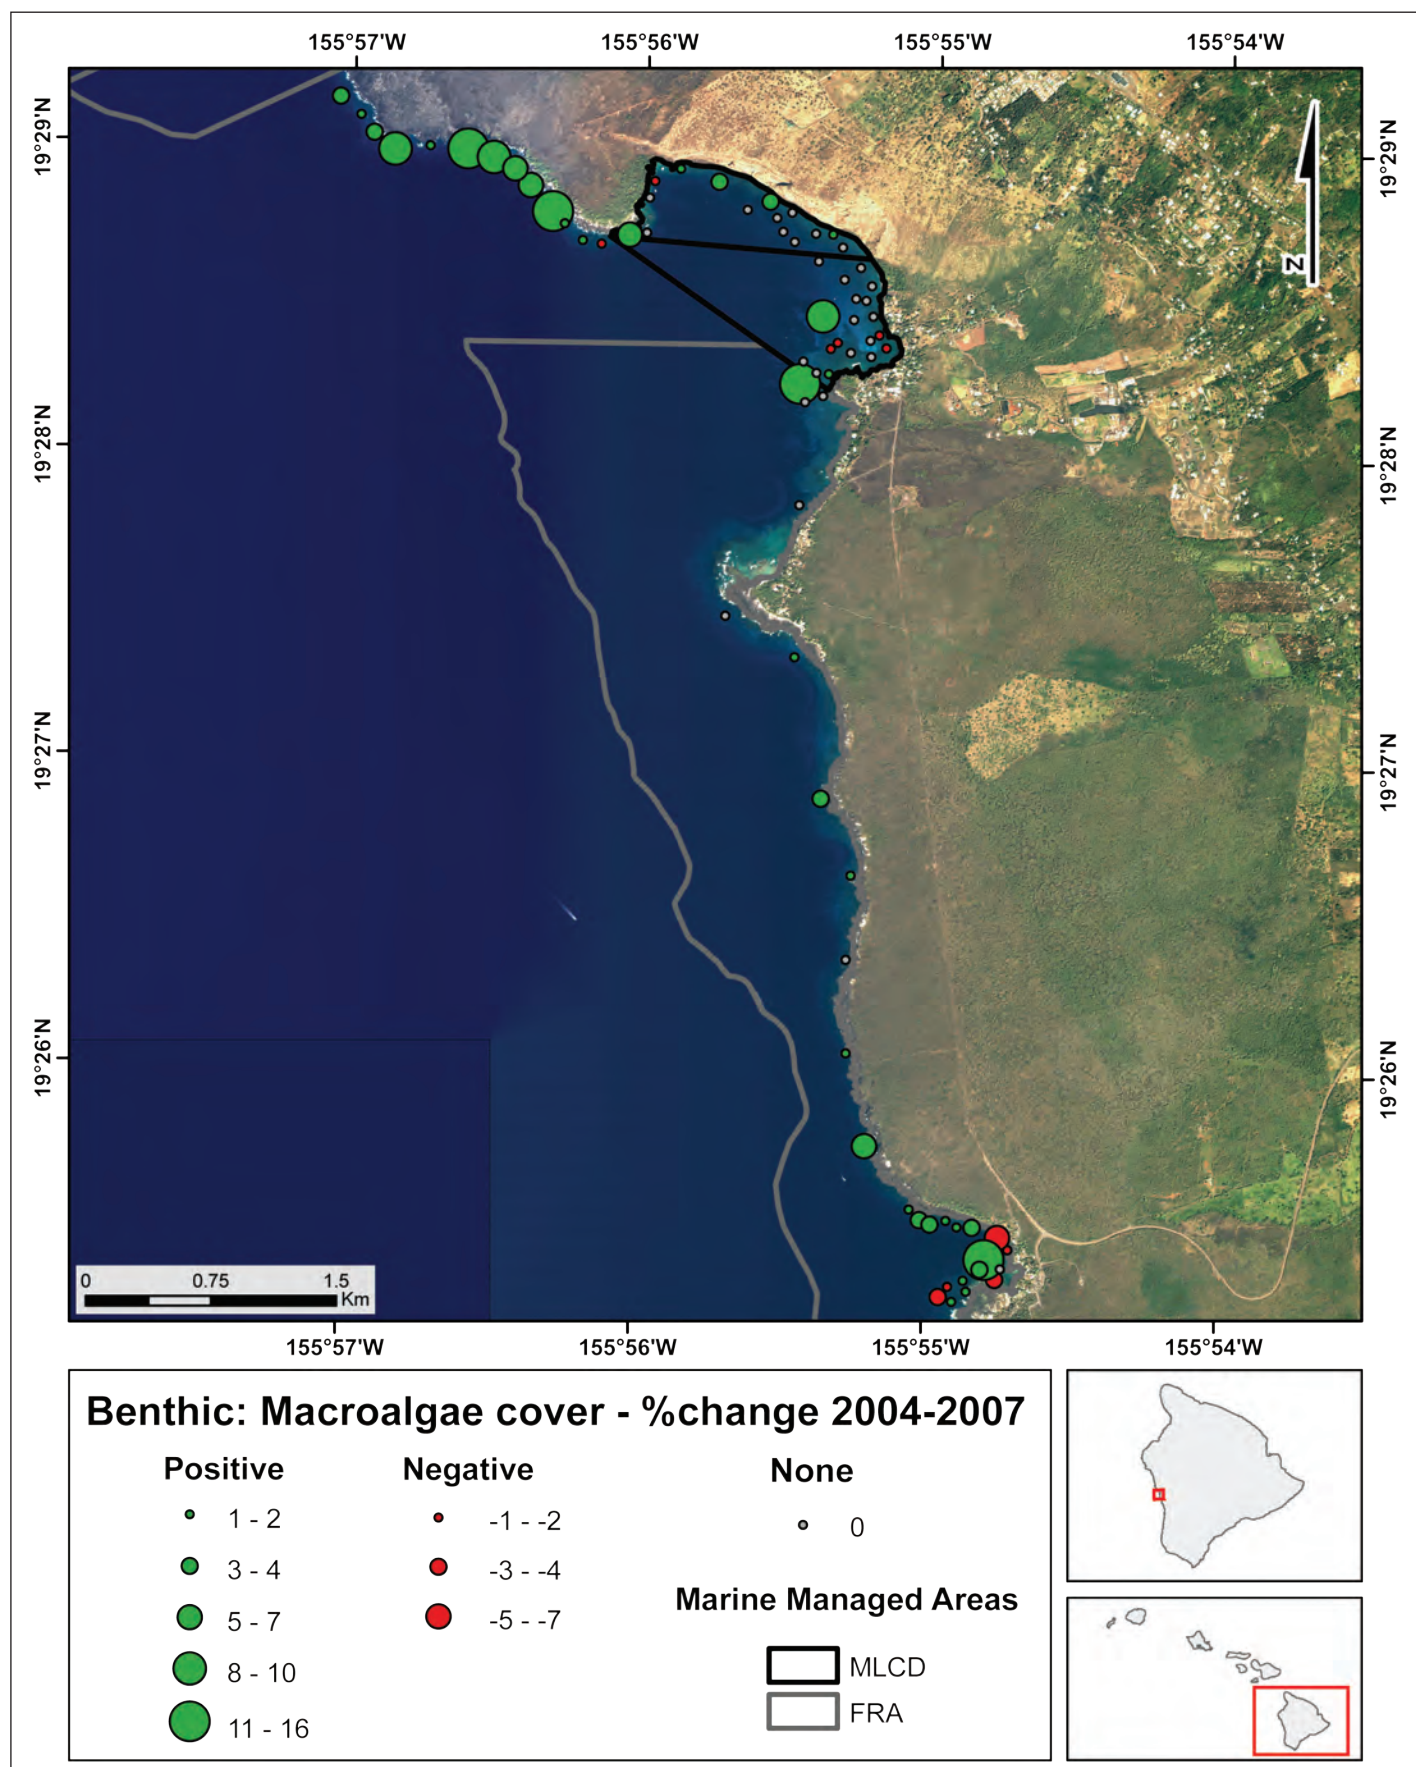 155°57'W 155°56'W 155°55'W 155°54'W
19°29'N 19°29'N
19°28'N 19°28'N
19°27'N 19°27'N
19°26'N 19°26'N
N
0 0.75 1.5
Km
155°57'W 155°56'W 155°55'W 155°54'W
Benthic: Macroalgae cover - %change 2004-2007
Positive
1 - 2
3 - 4
5 - 7
8 - 10
11 - 16
Negative
-1 - -2
-3 - -4
-5 - -7
None
0
Marine Managed Areas
MLCD
FRA